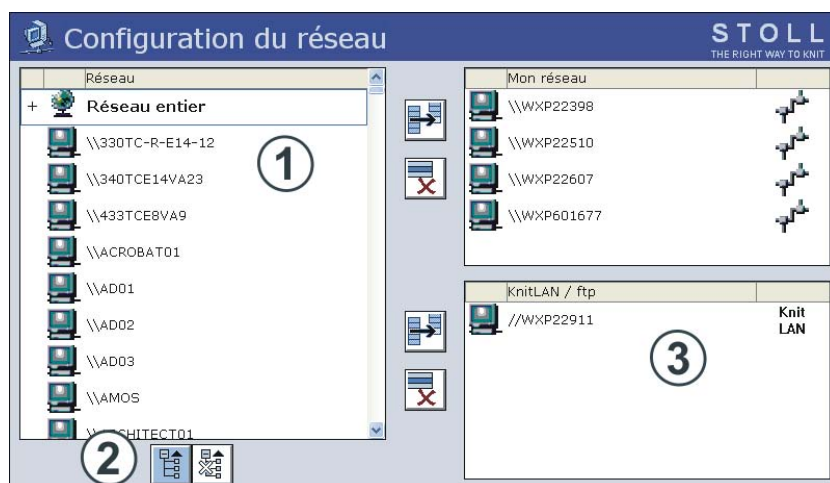 Configuration du réseau
STOLL
THE RIGHT WAY TO KNIT
Réseau
+ Réseau entier
\\330TC-R-E14-12
\\340TCE14VA23
\\433TCE8VA9
\\ACROBAT01
\\AD01
\\AD02
\\AD03
\\AMOS
\\ARCHITECT01
1
2
Mon réseau
\\WXP22398
\\WXP22510
\\WXP22607
\\WXP601677
KnitLAN / ftp
//WXP22911
Knit
LAN
3